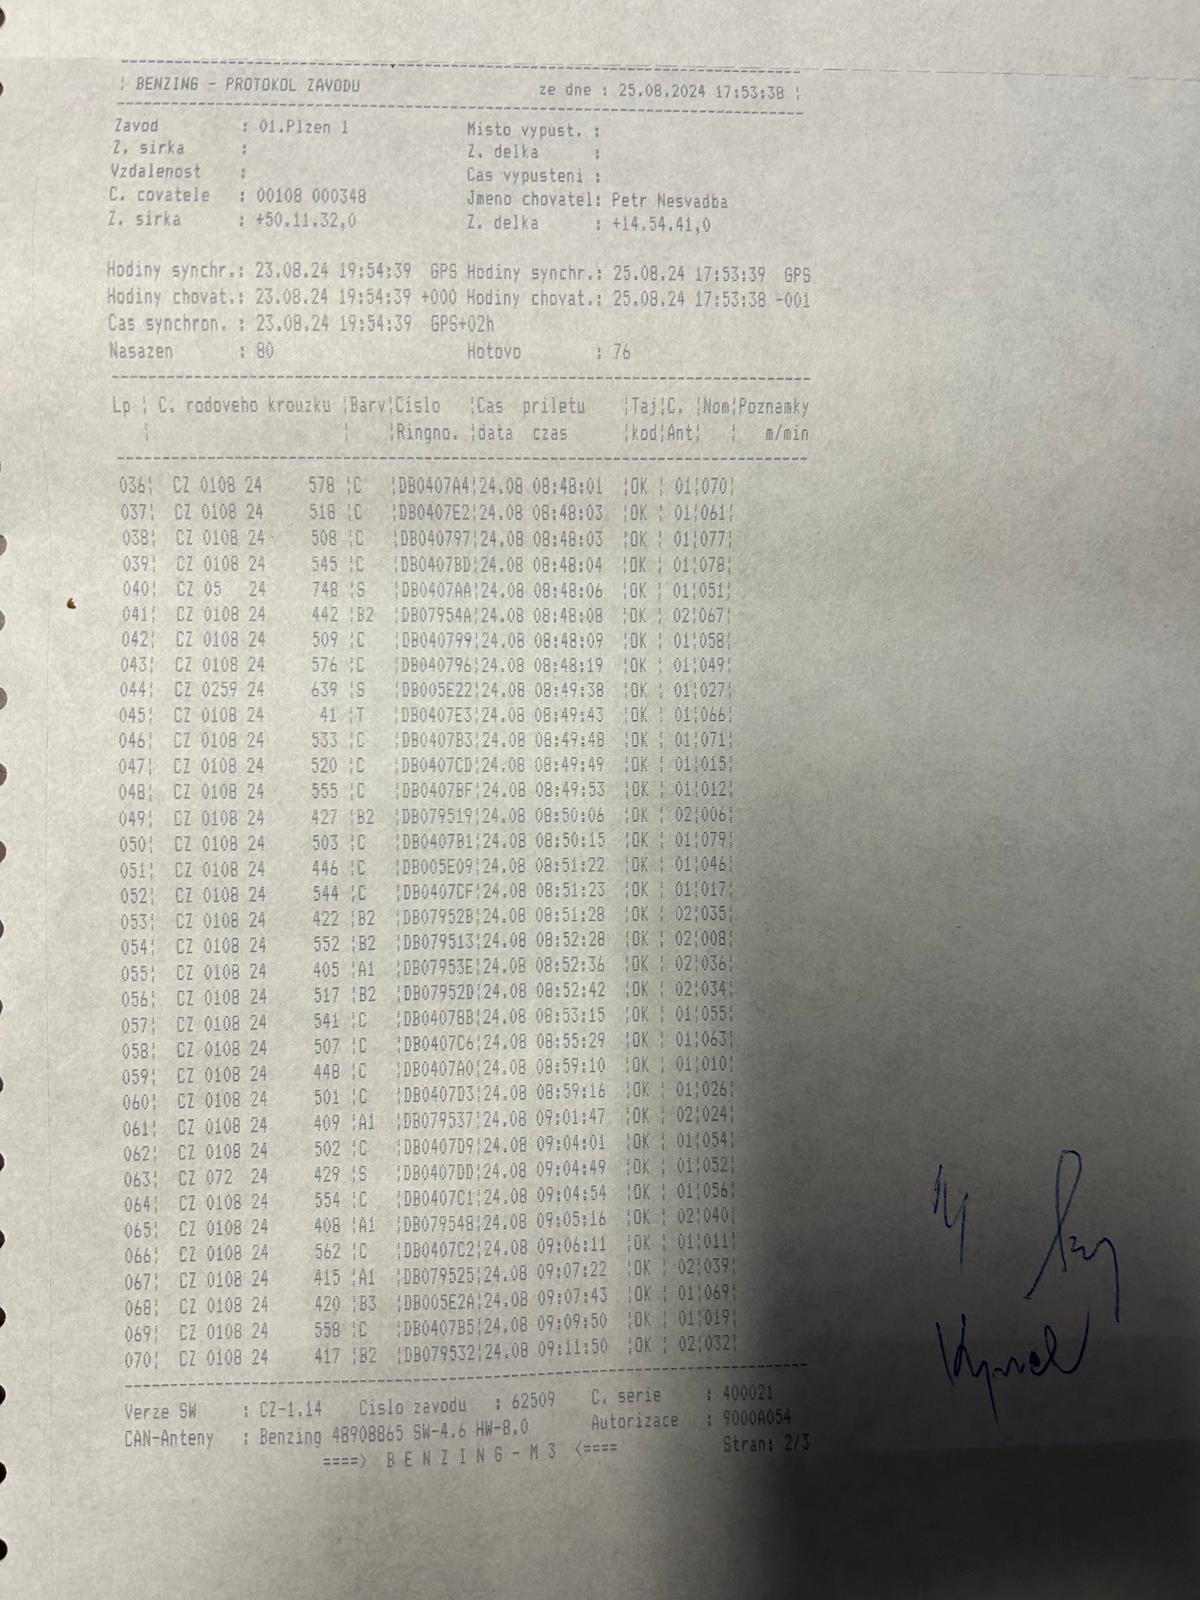 BENZING - PROTOKOL ZAVODU ze dne : 25.08.2024 17:53:38
Zavod : 01.Plzen 1 Misto vypust. :
Z. sirka : Z. delka :
Vzdalenost : Cas vypusteni :
C. covatele : 00108 000348 Jmeno chovatel: Petr Nesvadba
Z. sirka : +50.11.32,0 Z. delka : +14.54.41,0
Hodiny synchr.: 23.08.24 19:54:39 GPS Hodiny synchr.: 25.08.24 17:53:39 GPS
Hodiny chovat.: 23.08.24 19:54:39 +000 Hodiny chovat.: 25.08.24 17:53:38 -001
Cas synchron. : 23.08.24 19:54:39 GPS+02h
Nasazen : 80 Hotovo : 76
Lp ¦ C. rodoveho krouzku ¦Barv¦Cislo ¦Cas priletu ¦Taj¦C. ¦Nom¦Poznamky
¦ ¦ ¦Ringno. ¦data czas ¦kod¦Ant¦ ¦ m/min
036¦ CZ 0108 24 578 ¦C ¦DB0407A4¦24.08 08:48:01 ¦OK ¦ 01¦070¦
037¦ CZ 0108 24 518 ¦C ¦DB0407E2¦24.08 08:48:03 ¦OK ¦ 01¦061¦
038¦ CZ 0108 24 508 ¦C ¦DB040797¦24.08 08:48:03 ¦OK ¦ 01¦077¦
039¦ CZ 0108 24 545 ¦C ¦DB0407BD¦24.08 08:48:04 ¦OK ¦ 01¦078¦
040¦ CZ 05 24 748 ¦S ¦DB0407AA¦24.08 08:48:06 ¦OK ¦ 01¦051¦
041¦ CZ 0108 24 442 ¦B2 ¦DB07954A¦24.08 08:48:08 ¦OK ¦ 02¦067¦
042¦ CZ 0108 24 509 ¦C ¦DB040799¦24.08 08:48:09 ¦OK ¦ 01¦058¦
043¦ CZ 0108 24 576 ¦C ¦DB040796¦24.08 08:48:19 ¦OK ¦ 01¦049¦
044¦ CZ 0259 24 639 ¦S ¦DB005E22¦24.08 08:49:38 ¦OK ¦ 01¦027¦
045¦ CZ 0108 24 41 ¦T ¦DB0407E3¦24.08 08:49:43 ¦OK ¦ 01¦066¦
046¦ CZ 0108 24 533 ¦C ¦DB0407B3¦24.08 08:49:48 ¦OK ¦ 01¦071¦
047¦ CZ 0108 24 520 ¦C ¦DB0407CD¦24.08 08:49:49 ¦OK ¦ 01¦015¦
048¦ CZ 0108 24 555 ¦C ¦DB0407BF¦24.08 08:49:53 ¦OK ¦ 01¦012¦
049¦ CZ 0108 24 427 ¦B2 ¦DB079519¦24.08 08:50:06 ¦OK ¦ 02¦006¦
050¦ CZ 0108 24 503 ¦C ¦DB0407B1¦24.08 08:50:15 ¦OK ¦ 01¦079¦
051¦ CZ 0108 24 446 ¦C ¦DB005E09¦24.08 08:51:22 ¦OK ¦ 01¦046¦
052¦ CZ 0108 24 544 ¦C ¦DB0407CF¦24.08 08:51:23 ¦OK ¦ 01¦017¦
053¦ CZ 0108 24 422 ¦B2 ¦DB07952B¦24.08 08:51:28 ¦OK ¦ 02¦035¦
054¦ CZ 0108 24 552 ¦B2 ¦DB079513¦24.08 08:52:28 ¦OK ¦ 02¦008¦
055¦ CZ 0108 24 405 ¦A1 ¦DB07953E¦24.08 08:52:36 ¦OK ¦ 02¦036¦
056¦ CZ 0108 24 517 ¦B2 ¦DB07952D¦24.08 08:52:42 ¦OK ¦ 02¦034¦
057¦ CZ 0108 24 541 ¦C ¦DB04078B¦24.08 08:53:15 ¦OK ¦ 01¦055¦
058¦ CZ 0108 24 507 ¦C ¦DB0407C6¦24.08 08:55:29 ¦OK ¦ 01¦063¦
059¦ CZ 0108 24 448 ¦C ¦DB0407A0¦24.08 08:59:10 ¦OK ¦ 01¦010¦
060¦ CZ 0108 24 501 ¦C ¦DB0407D3¦24.08 08:59:16 ¦OK ¦ 01¦026¦
061¦ CZ 0108 24 409 ¦A1 ¦DB079537¦24.08 09:01:47 ¦OK ¦ 02¦024¦
062¦ CZ 0108 24 502 ¦C ¦DB0407D9¦24.08 09:04:01 ¦OK ¦ 01¦054¦
063¦ CZ 072 24 429 ¦S ¦DB0407DD¦24.08 09:04:49 ¦OK ¦ 01¦052¦
064¦ CZ 0108 24 554 ¦C ¦DB0407C1¦24.08 09:04:54 ¦OK ¦ 01¦056¦
065¦ CZ 0108 24 408 ¦A1 ¦DB079548¦24.08 09:05:16 ¦OK ¦ 02¦040¦
066¦ CZ 0108 24 562 ¦C ¦DB0407C2¦24.08 09:06:11 ¦OK ¦ 01¦011¦
067¦ CZ 0108 24 415 ¦A1 ¦DB079525¦24.08 09:07:22 ¦OK ¦ 02¦039¦
068¦ CZ 0108 24 420 ¦B3 ¦DB005E2A¦24.08 09:07:43 ¦OK ¦ 01¦069¦
069¦ CZ 0108 24 558 ¦C ¦DB0407B5¦24.08 09:09:50 ¦OK ¦ 01¦019¦
070¦ CZ 0108 24 417 ¦B2 ¦DB079532¦24.08 09:11:50 ¦OK ¦ 02¦032¦
Verze SW : CZ-1.14 Cislo zavodu : 62509 C. serie : 400021
CAN-Anteny : Benzing 48908865 SW-4.6 HW-8.0 Autorizace : 9000A054
====> B E N Z I N G - M 3 <==== Stran: 2/3